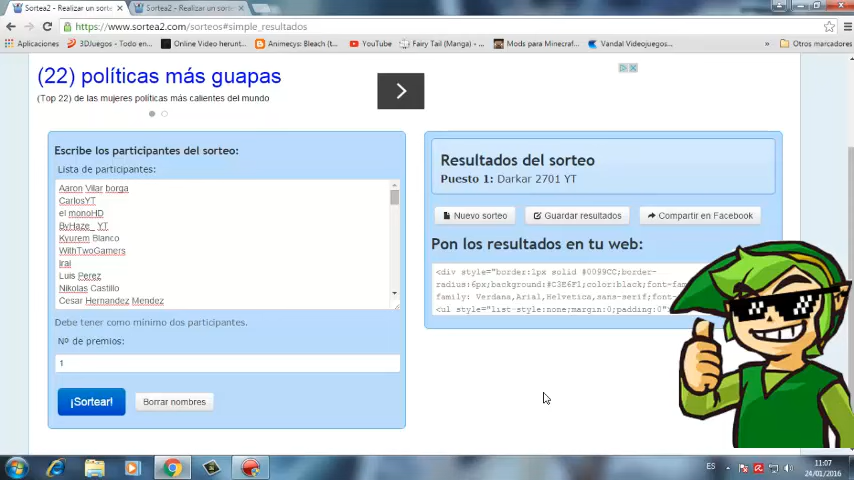 Sortea2 - Realizar un sort
Sortea2 - Realizar un sort
https://www.sortea2.com/sorteos#simple_resultados
Aplicaciones
3DJuegos - Todo el
Online Video herunt
Animecys: Bleach (t
YouTube
Fairy Tail (Manga) -
Mods para Minecraf
Vandal Videojuegos
»
Otros marcadores
(22) políticas más guapas
(Top 22) de las mujeres políticas más calientes del mundo
Escribe los participantes del sorteo:
Lista de participantes:
Aaron Vilar borga
CarlosYT
el monoHD
ByHaze_ YT
Kyurem Blanco
WithTwoGamers
Irai
Luis Perez
Nikolas Castillo
Cesar Hernandez Mendez
Debe tener como mínimo dos participantes.
Nº de premios:
1
¡Sortear!
Borrar nombres
Resultados del sorteo
Puesto 1: Darkar 2701 YT
Nuevo sorteo
Guardar resultados
Compartir en Facebook
Pon los resultados en tu web:
<div style="border:1px solid #0099CC;border-
radius:6px;background:#C3E6F1;color:black;font-fam
family: Verdana,Arial,Helvetica,sans-serif;font-
<ul style="list-style:none;margin:0;padding:0"
ES
11:07
24/01/2016